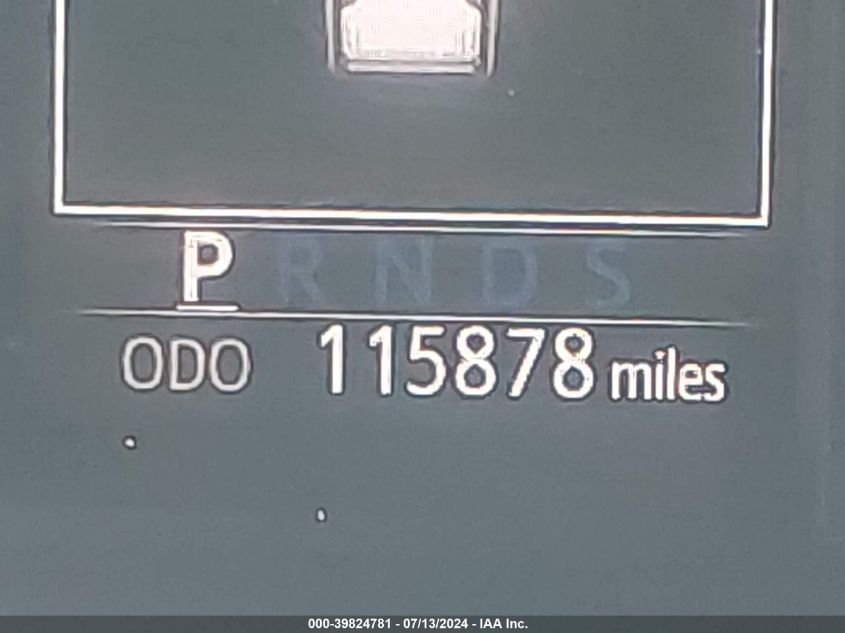 P R N D S
ODO 115878 miles
000-39824781 - 07/13/2024 - IAA Inc.